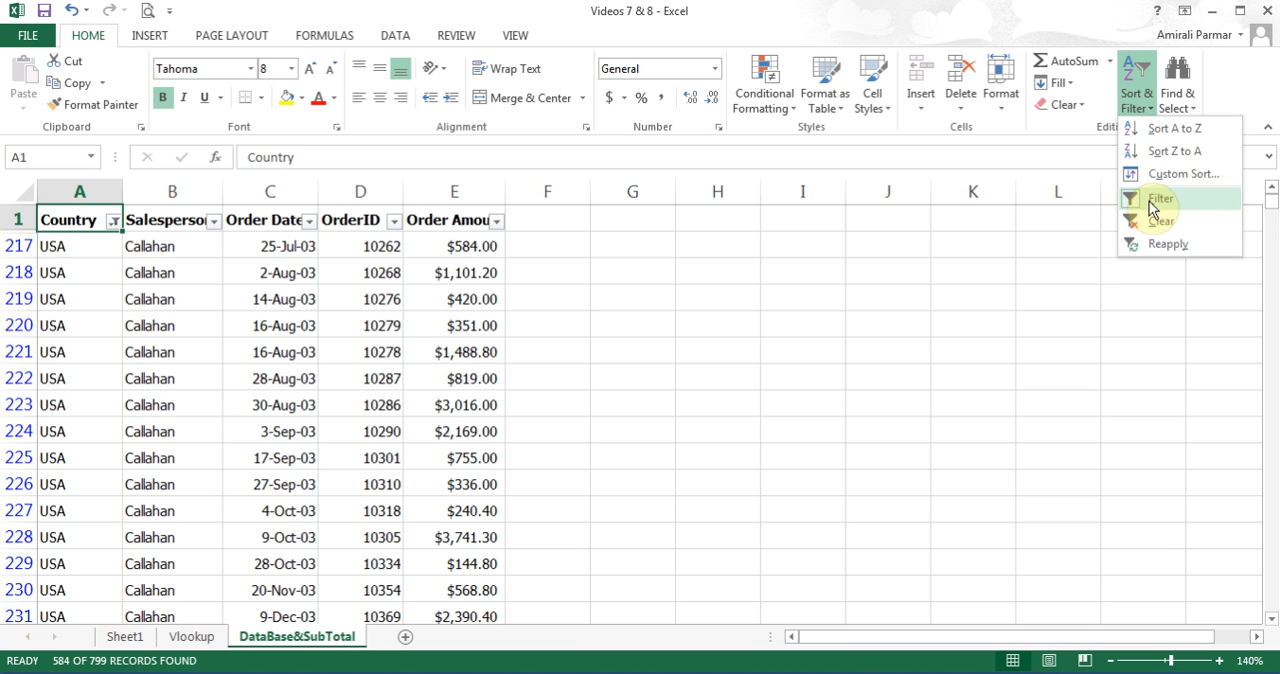 Videos 7 & 8 - Excel
?
FILE HOME INSERT PAGE LAYOUT FORMULAS DATA REVIEW VIEW Amirali Parmar
Paste
Cut
Copy
Format Painter
Clipboard
Tahoma 8
B I U
Font
Wrap Text
Merge & Center
Alignment
General
$ % ,
Number
Conditional Formatting
Format as Table
Cell Styles
Styles
Insert
Delete
Format
Cells
AutoSum
Fill
Clear
Sort & Filter
Find & Select
Sort A to Z
Sort Z to A
Custom Sort...
Filter
Clear
Reapply
A1 fx Country
A B C D E F G H I J K L
1 Country Order Date OrderID
217 USA Callahan 25-Jul-03 10262 $584.00
218 USA Callahan 2-Aug-03 10268 $1,101.20
219 USA Callahan 14-Aug-03 10276 $420.00
220 USA Callahan 16-Aug-03 10279 $351.00
221 USA Callahan 16-Aug-03 10278 $1,488.80
222 USA Callahan 28-Aug-03 10287 $819.00
223 USA Callahan 30-Aug-03 10286 $3,016.00
224 USA Callahan 3-Sep-03 10290 $2,169.00
225 USA Callahan 17-Sep-03 10301 $755.00
226 USA Callahan 27-Sep-03 10310 $336.00
227 USA Callahan 4-Oct-03 10318 $240.40
228 USA Callahan 9-Oct-03 10305 $3,741.30
229 USA Callahan 28-Oct-03 10334 $144.80
230 USA Callahan 20-Nov-03 10354 $568.80
231 USA Callahan 9-Dec-03 10369 $2,390.40
Sheet1 Vlookup DataBase&SubTotal
READY 584 OF 799 RECORDS FOUND 140%